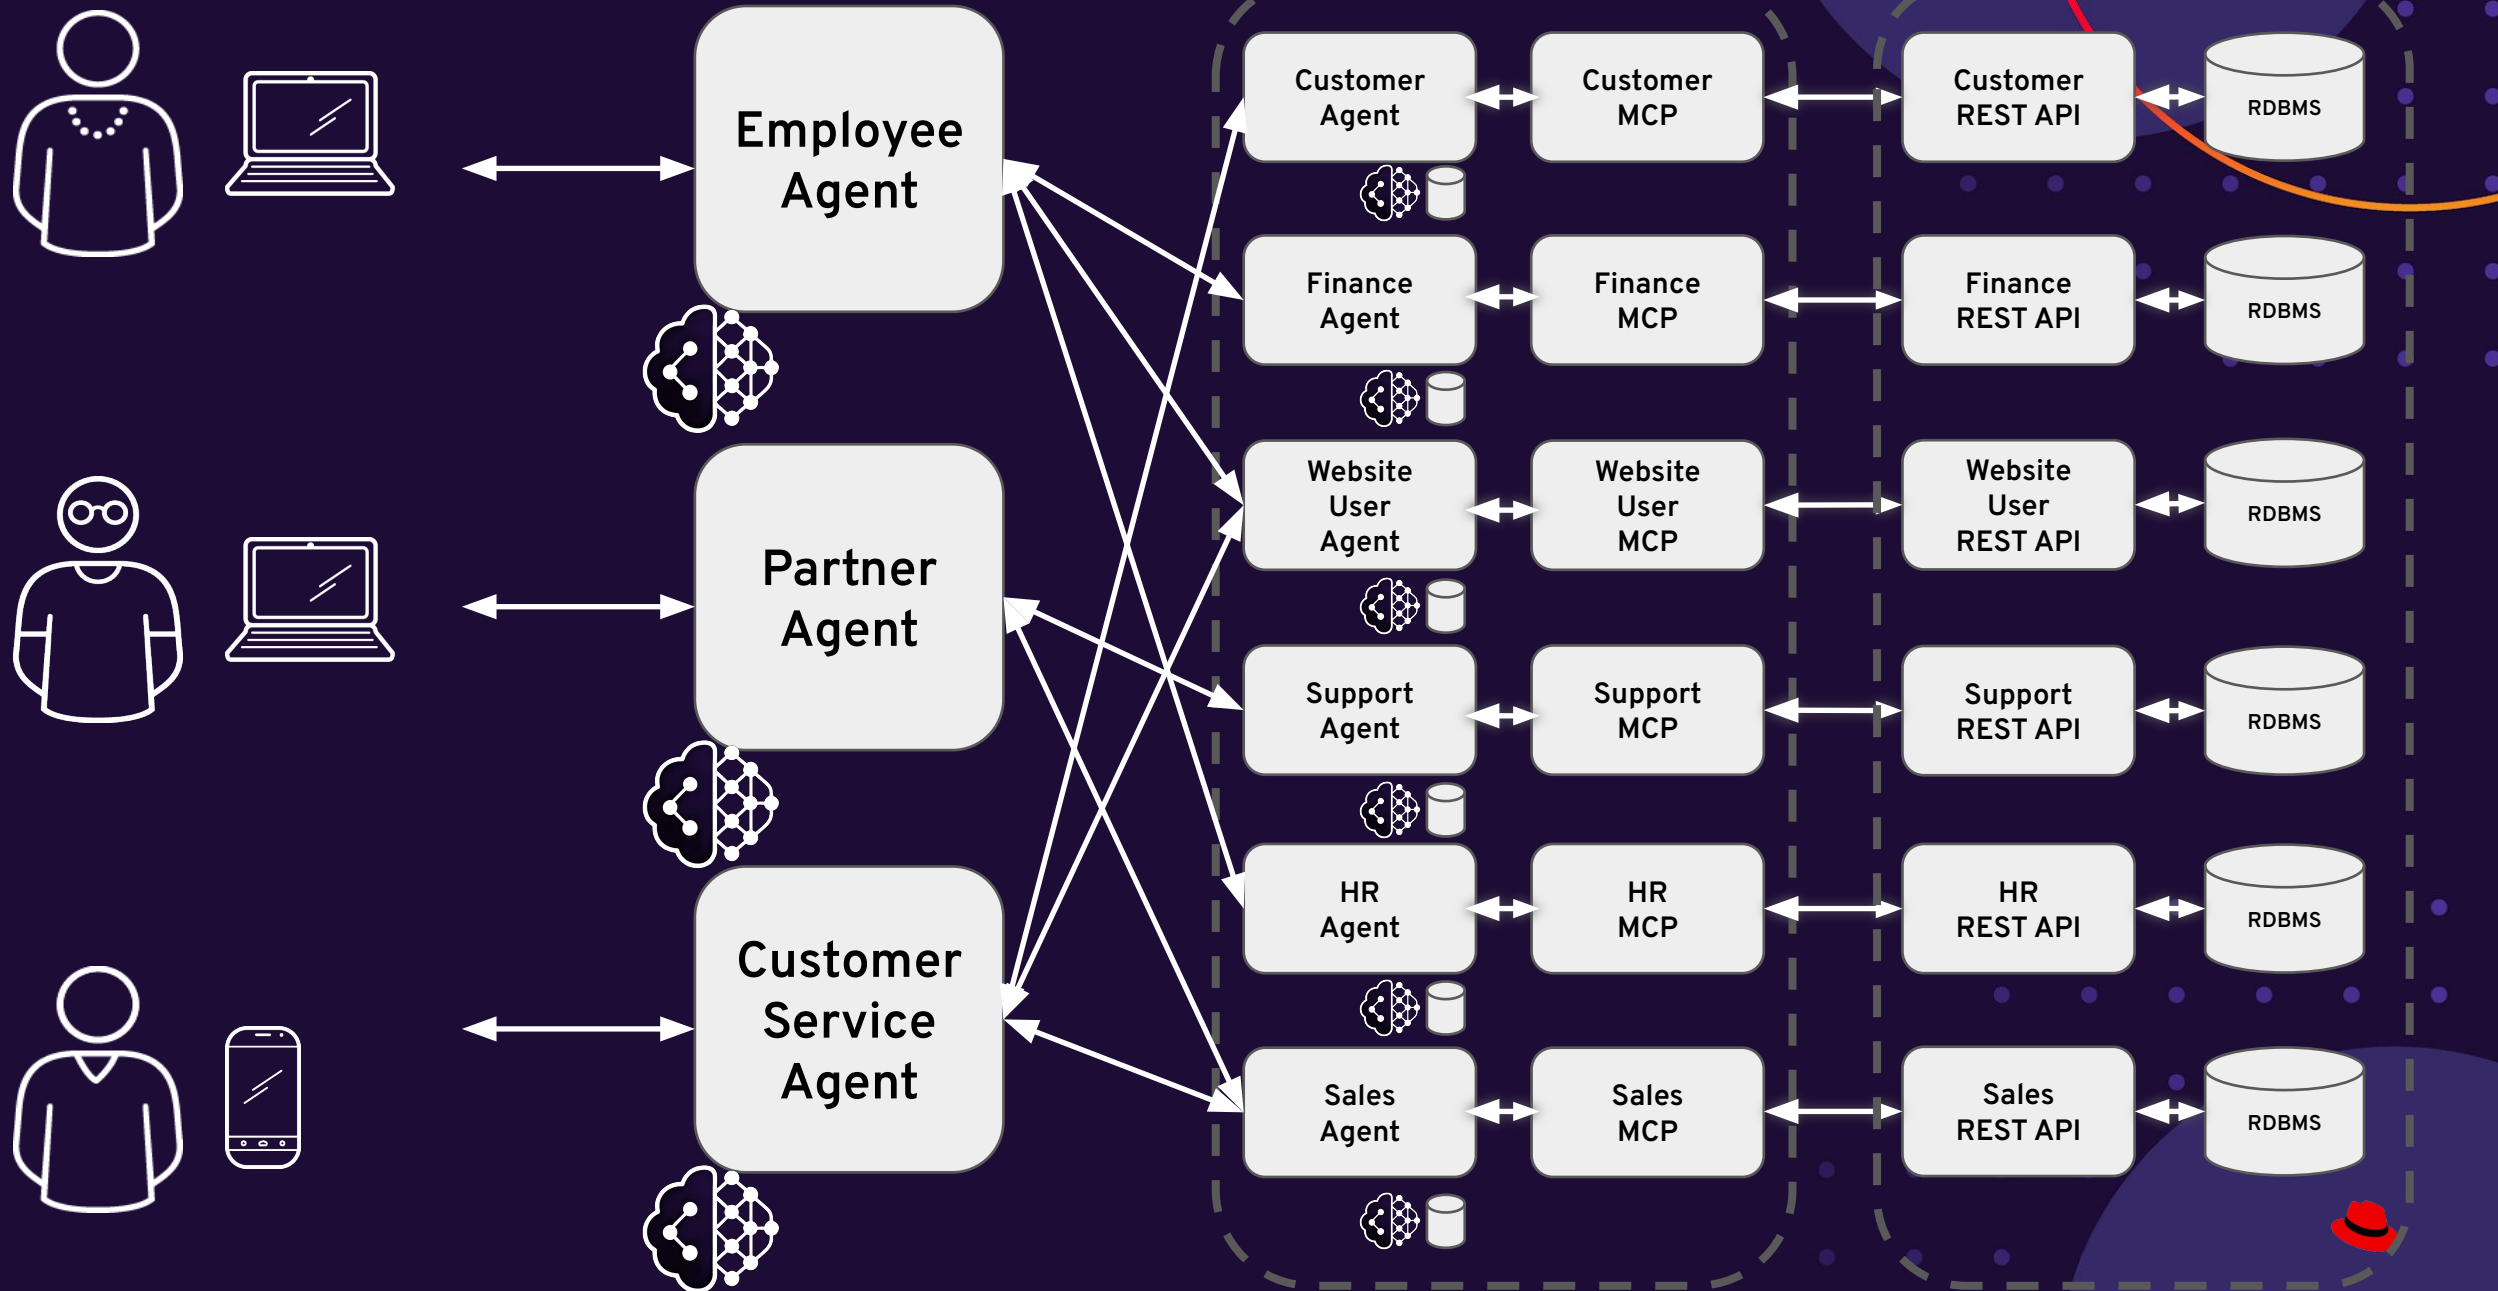 Employee
Agent
Partner
Agent
Customer
Service
Agent
Customer
Agent
Customer
MCP
Customer
REST API
RDBMS
Finance
Agent
Finance
MCP
Finance
REST API
RDBMS
Website
User
Agent
Website
User
MCP
Website
User
REST API
RDBMS
Support
Agent
Support
MCP
Support
REST API
RDBMS
HR
Agent
HR
MCP
HR
REST API
RDBMS
Sales
Agent
Sales
MCP
Sales
REST API
RDBMS